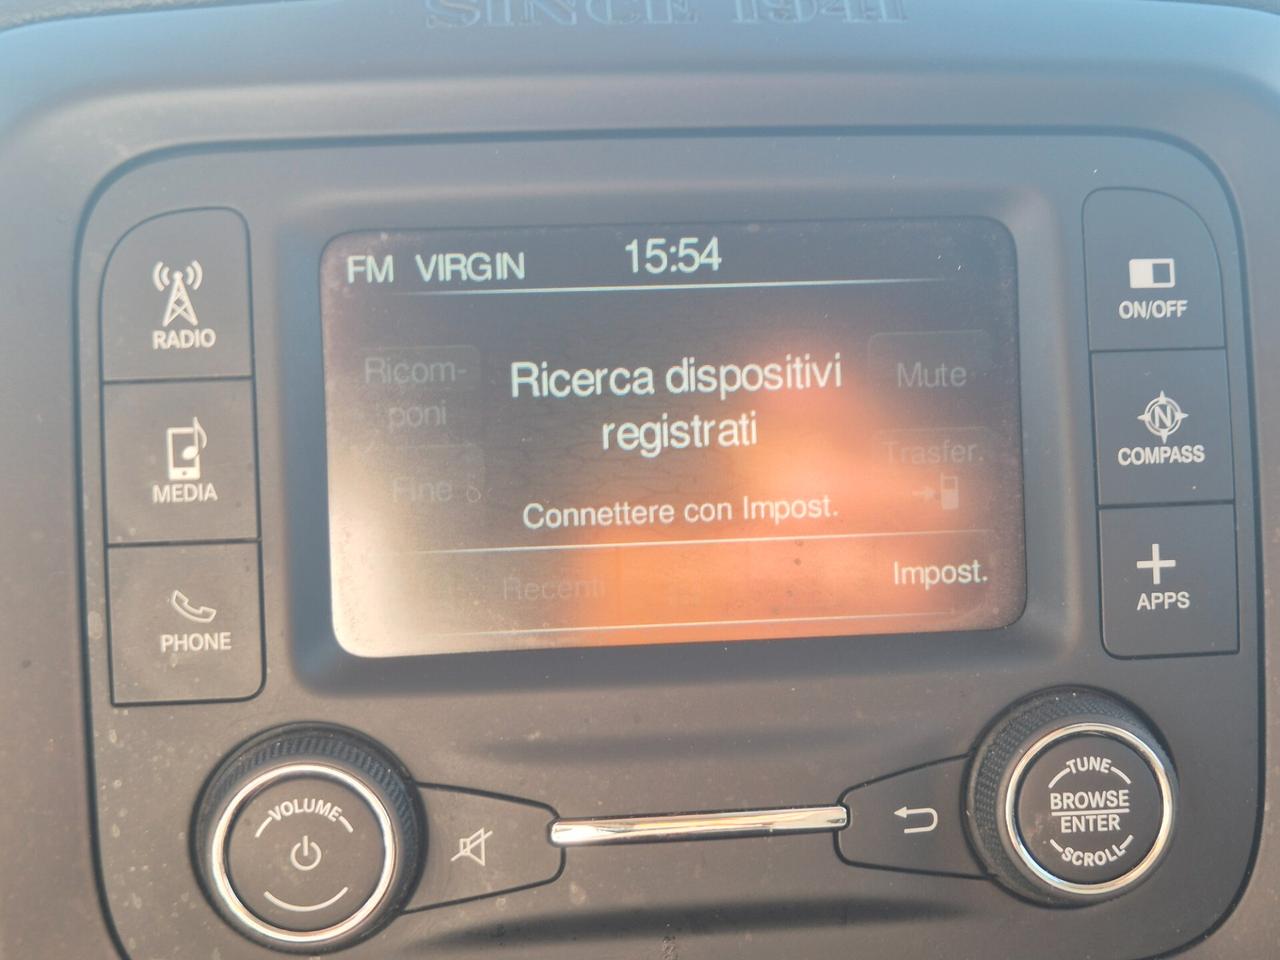 SINCE 1941
FM VIRGIN 15:54
RADIO
MEDIA
PHONE
Ricom-
poni
Fine
Ricerca dispositivi
registrati
Connettere con Impost.
Mute
Trasfer.
Recenti
Impost.
ON/OFF
N
COMPASS
APPS
VOLUME
TUNE
BROWSE
ENTER
SCROLL